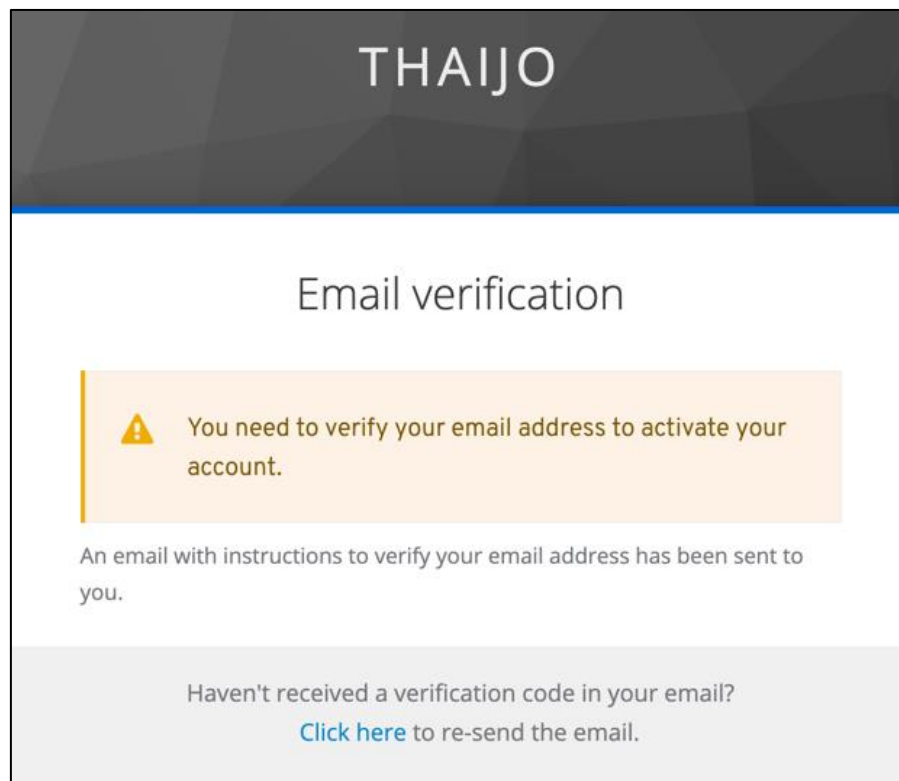 THAIJO
Email verification
You need to verify your email address to activate your
account.
An email with instructions to verify your email address has been sent to
you.
Haven't received a verification code in your email?
Click here to re-send the email.